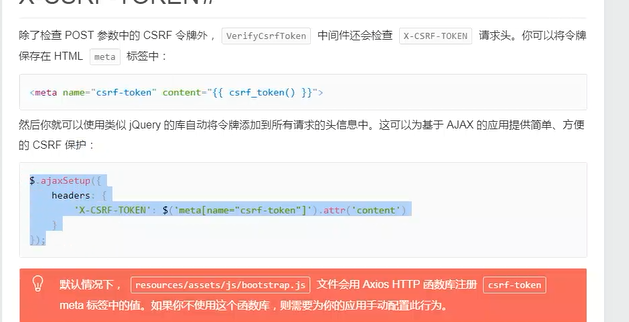 X-CSRF-TOKEN#
除了检查 POST 参数中的 CSRF 令牌外， VerifyCsrfToken 中间件还会检查 X-CSRF-TOKEN 请求头。你可以将令牌
保存在 HTML meta 标签中：
<meta name="csrf-token" content="{{ csrf_token() }}">
然后你就可以使用类似 jQuery 的库自动将令牌添加到所有请求的头信息中。这可以为基于 AJAX 的应用提供简单、方便
的 CSRF 保护：
$.ajaxSetup({
headers: {
'X-CSRF-TOKEN': $('meta[name="csrf-token"]').attr('content')
}
});
默认情况下， resources/assets/js/bootstrap.js 文件会用 Axios HTTP 函数库注册 csrf-token
meta 标签中的值。如果你不使用这个函数库，则需要为你的应用手动配置此行为。